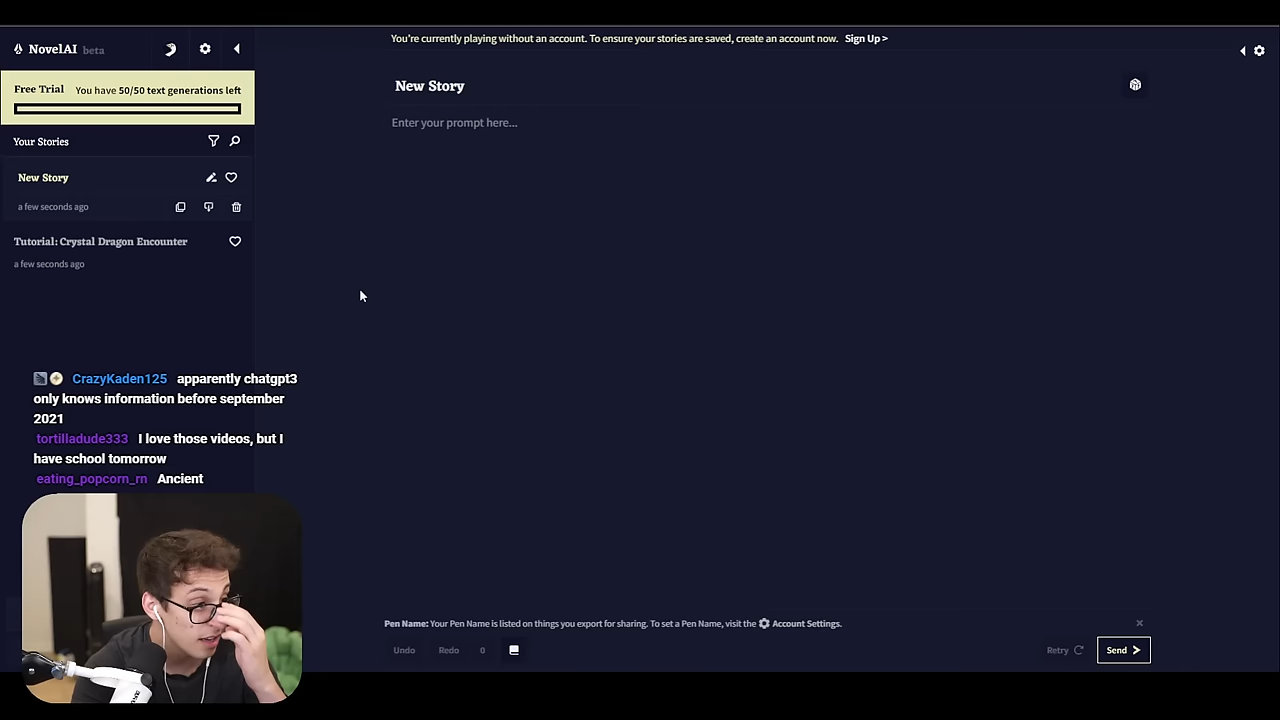 NovelAI beta
You're currently playing without an account. To ensure your stories are saved, create an account now. Sign Up >
Free Trial You have 50/50 text generations left
New Story
Enter your prompt here...
Your Stories
New Story
a few seconds ago
Tutorial: Crystal Dragon Encounter
a few seconds ago
CrazyKaden125 apparently chatgpt3
only knows information before september
2021
tortilladude333 I love those videos, but I
have school tomorrow
eating_popcorn_rn Ancient
Pen Name: Your Pen Name is listed on things you export for sharing. To set a Pen Name, visit the Account Settings.
Undo Redo 0 Retry Send